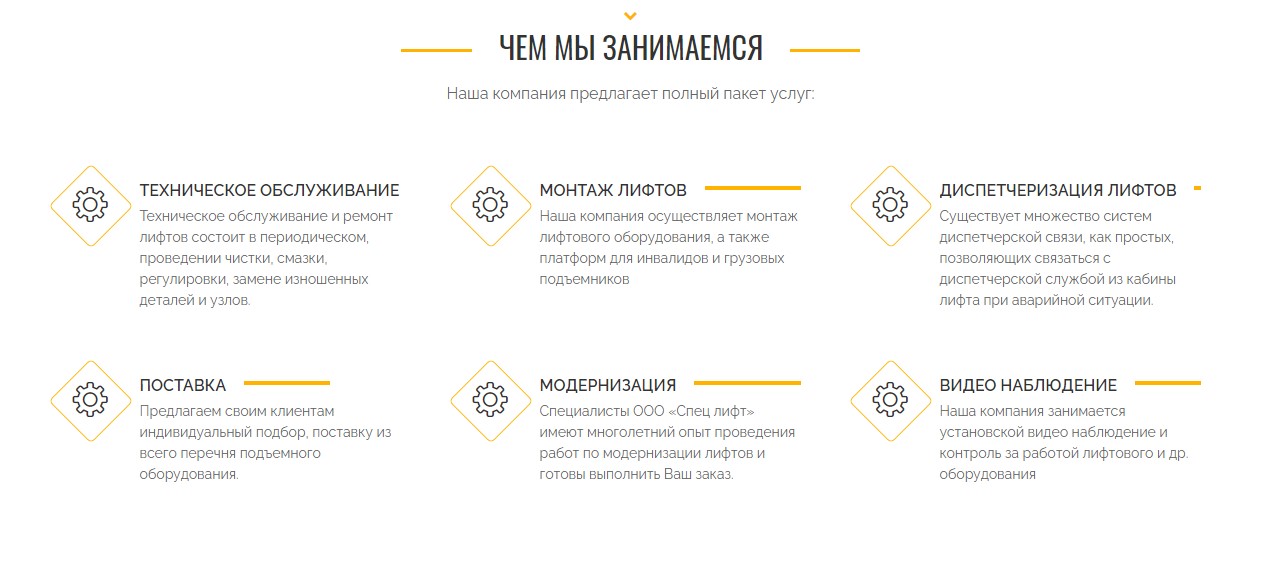 ЧЕМ МЫ ЗАНИМАЕМСЯ
Наша компания предлагает полный пакет услуг:
ТЕХНИЧЕСКОЕ ОБСЛУЖИВАНИЕ
Техническое обслуживание и ремонт
лифтов состоит в периодическом,
проведении чистки, смазки,
регулировки, замене изношенных
деталей и узлов.
МОНТАЖ ЛИФТОВ
Наша компания осуществляет монтаж
лифтового оборудования, а также
платформ для инвалидов и грузовых
подъемников
ДИСПЕТЧЕРИЗАЦИЯ ЛИФТОВ
Существует множество систем
диспетчерской связи, как простых,
позволяющих связаться с
диспетчерской службой из кабины
лифта при аварийной ситуации.
ПОСТАВКА
Предлагаем своим клиентам
индивидуальный подбор, поставку из
всего перечня подъемного
оборудования.
МОДЕРНИЗАЦИЯ
Специалисты ООО «Спец лифт»
имеют многолетний опыт проведения
работ по модернизации лифтов и
готовы выполнить Ваш заказ.
ВИДЕО НАБЛЮДЕНИЕ
Наша компания занимается
установской видео наблюдение и
контроль за работой лифтового и др.
оборудования